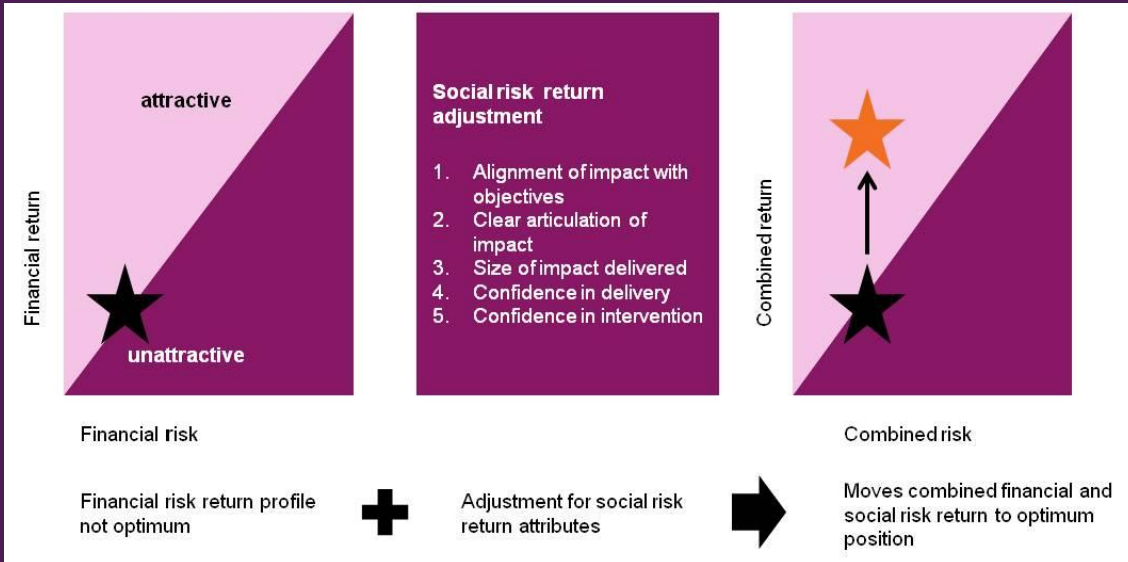 Financial return
attractive
unattractive
Financial risk
Financial risk return profile
not optimum
Social risk return
adjustment
1. Alignment of impact with
objectives
2. Clear articulation of
impact
3. Size of impact delivered
4. Confidence in delivery
5. Confidence in intervention
Adjustment for social risk
return attributes
Combined return
Combined risk
Moves combined financial and
social risk return to optimum
position